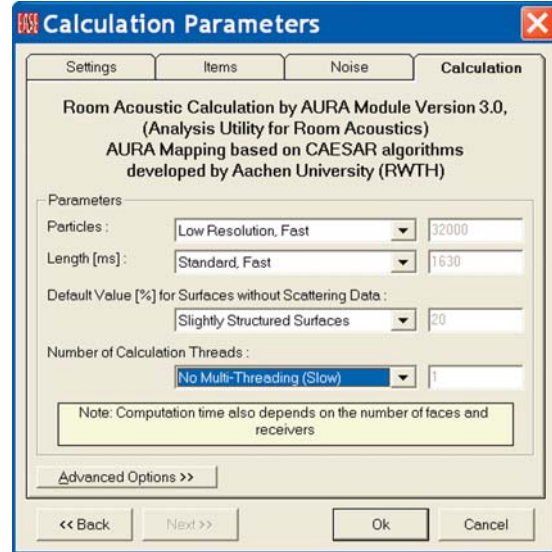 EASE Calculation Parameters
Settings Items Noise Calculation
Room Acoustic Calculation by AURA Module Version 3.0,
(Analysis Utility for Room Acoustics)
AURA Mapping based on CAESAR algorithms
developed by Aachen University (RWTH)
Parameters
Particles : Low Resolution, Fast 32000
Length [ms] : Standard, Fast 1630
Default Value [%] for Surfaces without Scattering Data :
Slightly Structured Surfaces 20
Number of Calculation Threads :
No Multi-Threading (Slow) 1
Note: Computation time also depends on the number of faces and
receivers
Advanced Options >>
<< Back Next >> Ok Cancel